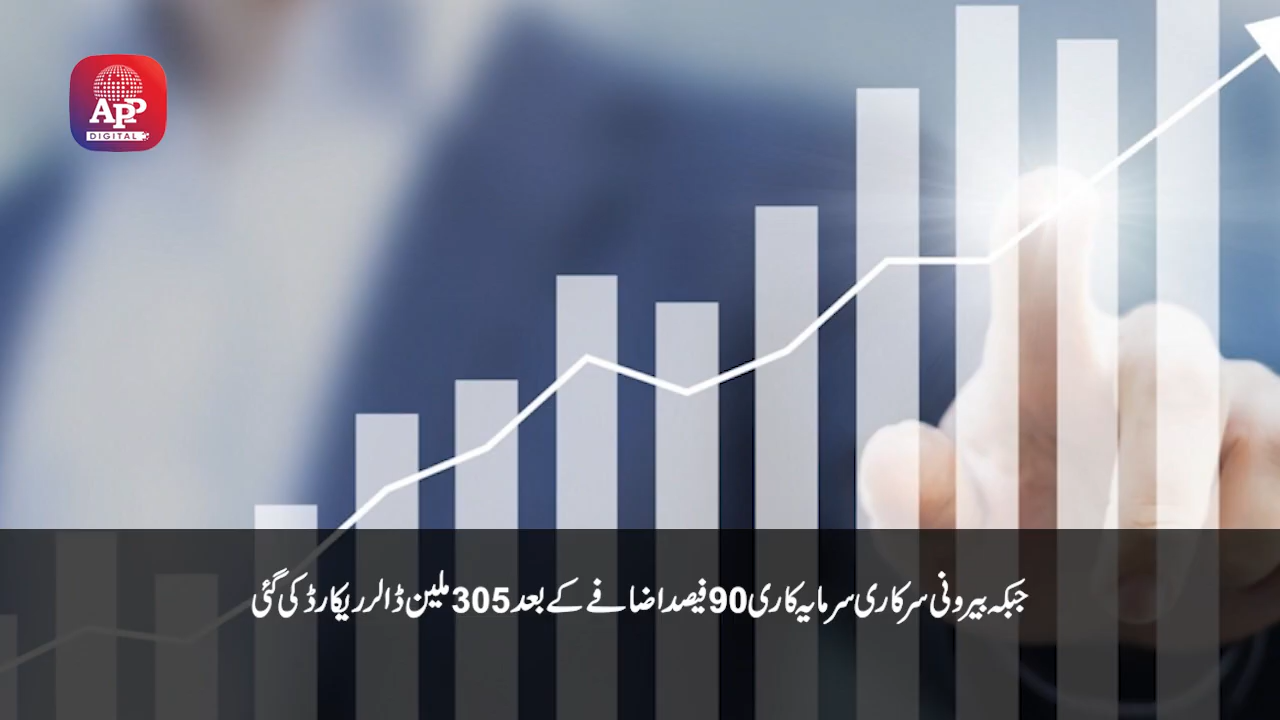 APP
DIGITAL
جبکہ بیرونی سرکاری سرمایہ کاری 90 فیصد اضافے کے بعد 305 ملین ڈالر ریکارڈ کی گئی